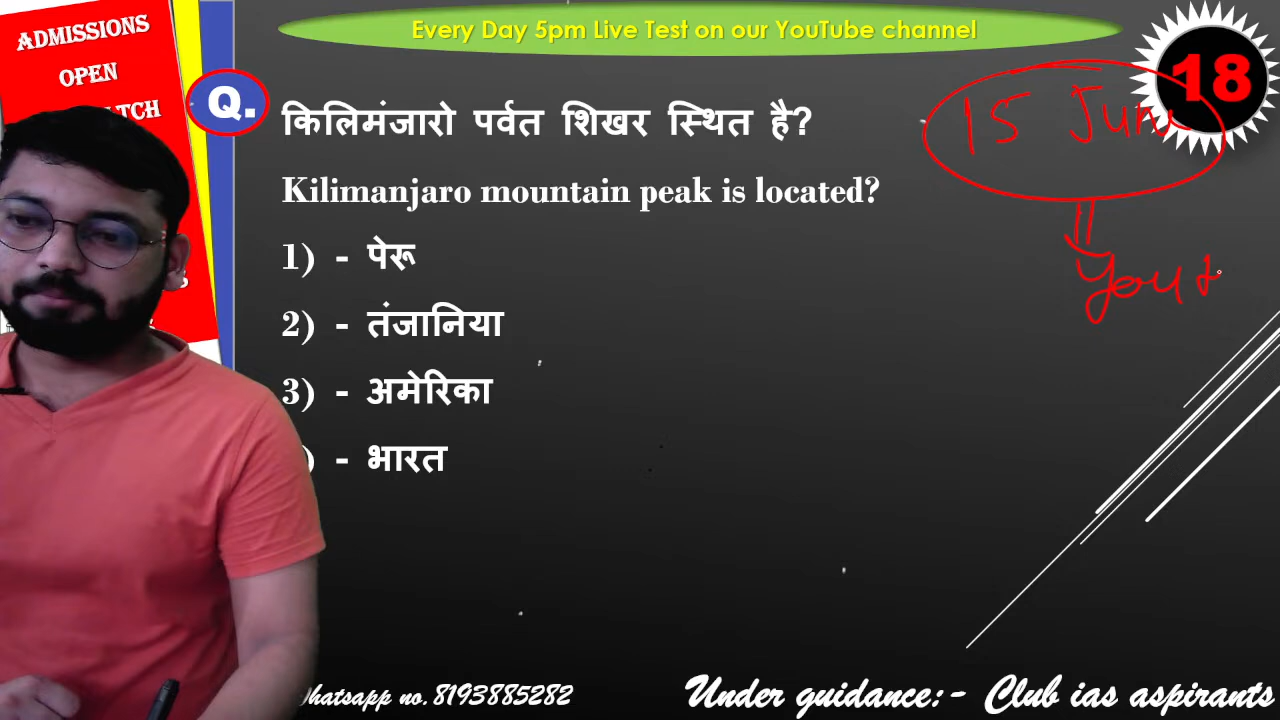 ADMISSIONS
OPEN
Every Day 5pm Live Test on our YouTube channel
18
15 Jun
Q.
किलिमंजारो पर्वत शिखर स्थित है?
Kilimanjaro mountain peak is located?
1) - पेरू
2) - तंजानिया
3) - अमेरिका
) - भारत
no. 8193885282
Under guidance:- Club ias aspirants